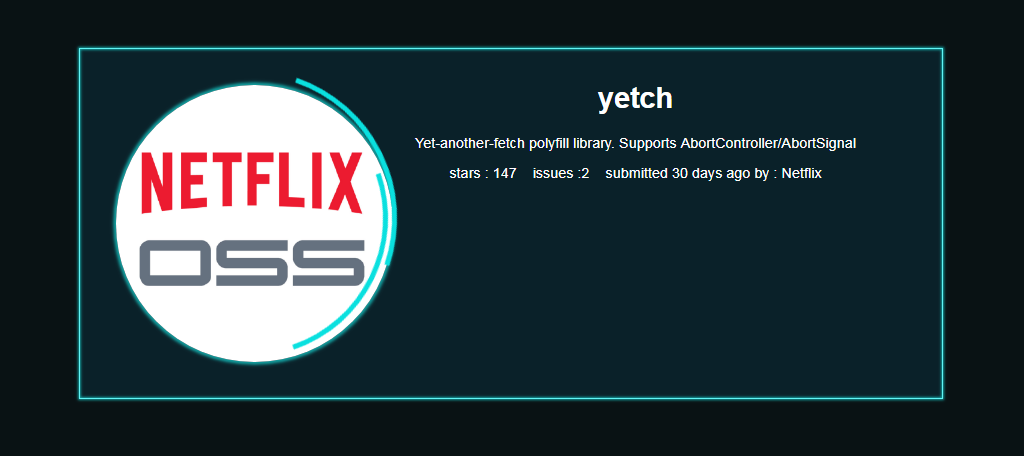 NETFLIX
OSS
yetch
Yet-another-fetch polyfill library. Supports AbortController/AbortSignal
stars : 147 issues :2 submitted 30 days ago by : Netflix